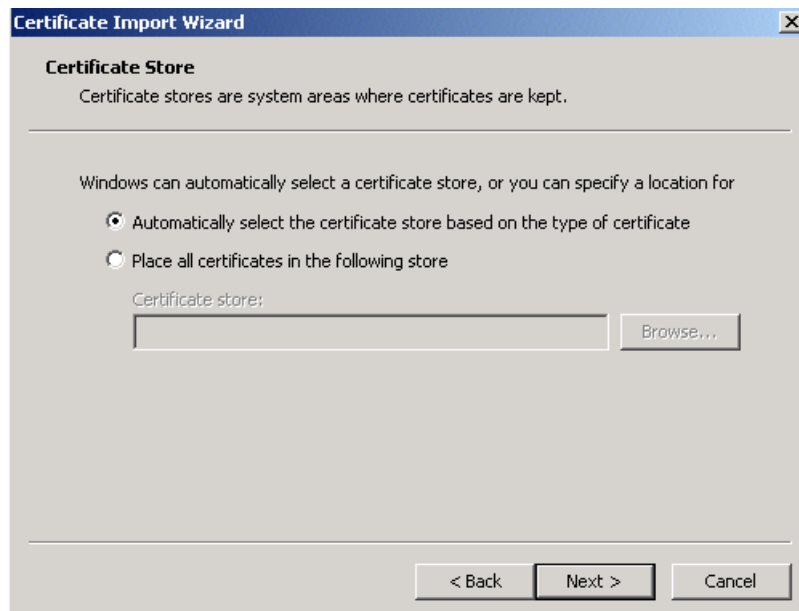 Certificate Import Wizard
Certificate Store
Certificate stores are system areas where certificates are kept.
Windows can automatically select a certificate store, or you can specify a location for
Automatically select the certificate store based on the type of certificate
Place all certificates in the following store
Certificate store:
Browse...
< Back
Next >
Cancel